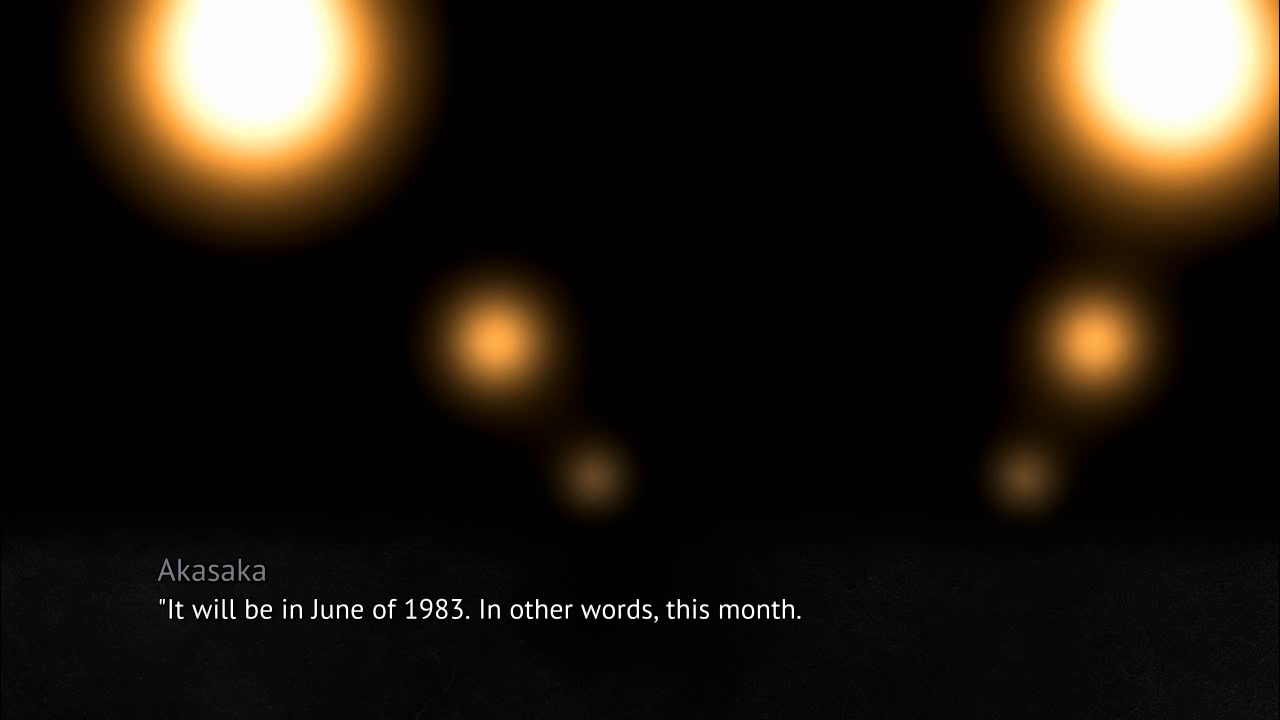 Akasaka
"It will be in June of 1983. In other words, this month.